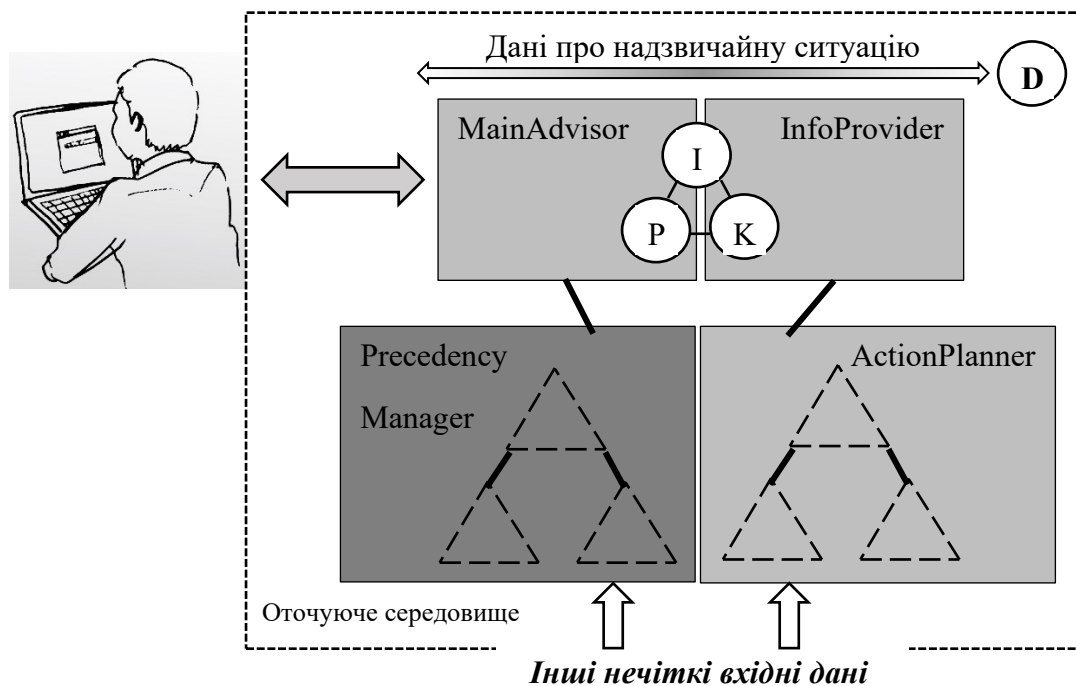 Дані про надзвичайну ситуацію
D
MainAdvisor
InfoProvider
I
P
K
Precedency
Manager
ActionPlanner
Оточуюче середовище
Інші нечіткі вхідні дані